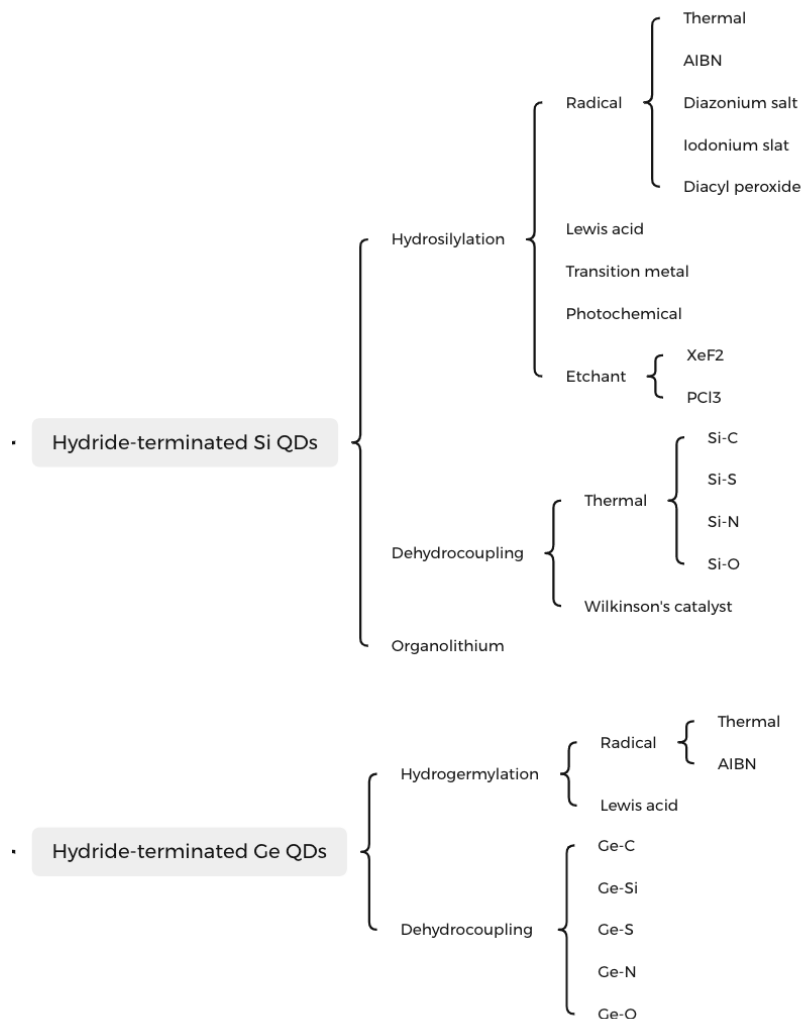 Hydride-terminated Si QDs
Hydrosilylation
Radical
Thermal
AIBN
Diazonium salt
Iodonium slat
Diacyl peroxide
Lewis acid
Transition metal
Photochemical
Etchant
XeF2
PCl3
Dehydrocoupling
Thermal
Si-C
Si-S
Si-N
Si-O
Wilkinson's catalyst
Organolithium
Hydride-terminated Ge QDs
Hydrogermylation
Radical
Thermal
AIBN
Lewis acid
Dehydrocoupling
Ge-C
Ge-Si
Ge-S
Ge-N
Ge-O